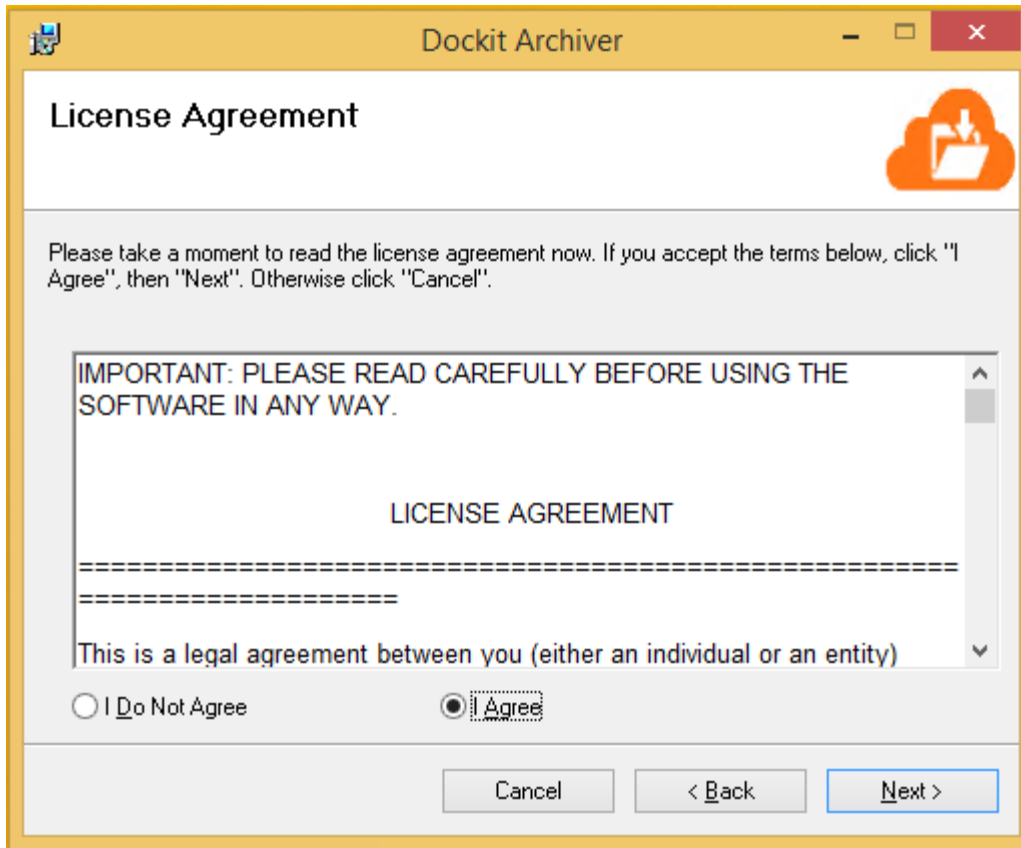 Dockit Archiver
License Agreement
Please take a moment to read the license agreement now. If you accept the terms below, click "I
Agree", then "Next". Otherwise click "Cancel".
IMPORTANT: PLEASE READ CAREFULLY BEFORE USING THE
SOFTWARE IN ANY WAY.
LICENSE AGREEMENT
=======================================================
====================
This is a legal agreement between you (either an individual or an entity)
I Do Not Agree
I Agree
Cancel
< Back
Next >